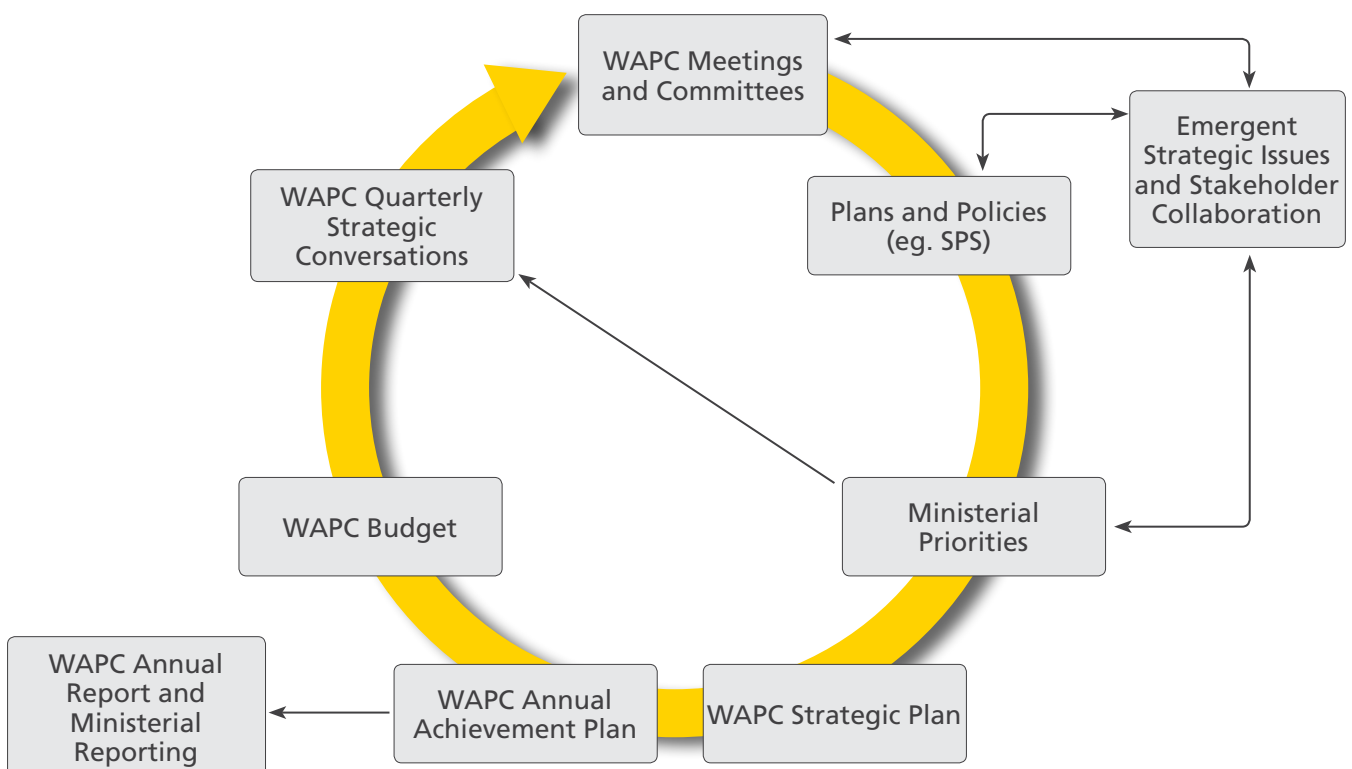 WAPC Meetings
and Committees
Emergent
Strategic Issues
and Stakeholder
Collaboration
WAPC Quarterly
Strategic
Conversations
Plans and Policies
(eg. SPS)
WAPC Budget
Ministerial
Priorities
WAPC Annual
Report and
Ministerial
Reporting
WAPC Annual
Achievement Plan
WAPC Strategic Plan